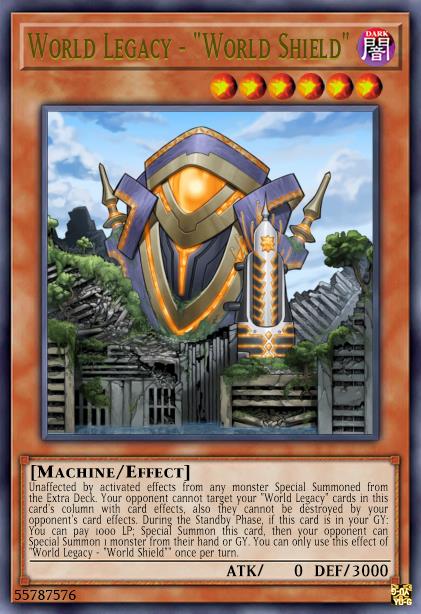 World Legacy - "World Shield"
DARK
闇
[Machine/Effect]
Unaffected by activated effects from any monster Special Summoned from
the Extra Deck. Your opponent cannot target your "World Legacy" cards in this
card's column with card effects, also they cannot be destroyed by your
opponent's card effects. During the Standby Phase, if this card is in your GY:
You can pay 1000 LP; Special Summon this card, then your opponent can
Special Summon 1 monster from their hand or GY. You can only use this effect of
"World Legacy - "World Shield"" once per turn.
ATK/ 0 DEF/3000
55787576